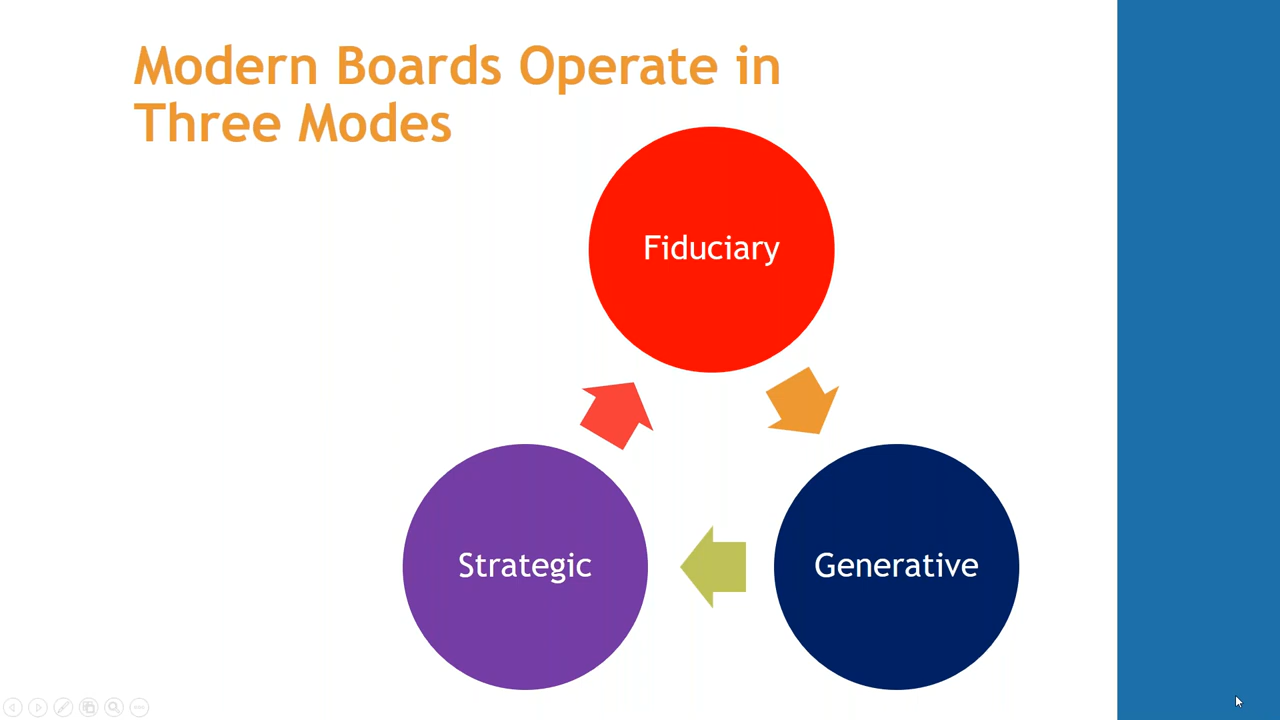 Modern Boards Operate in
Three Modes
Fiduciary
Strategic
Generative